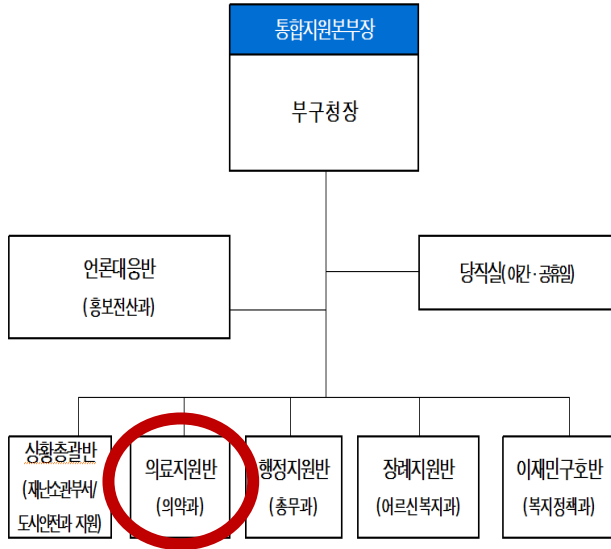 통합지원본부장
부구청장
언론대응반
(홍보전산과)
당직실(야간·공휴일)
상황총괄반
(재난소관부서/
도시안전과 지원)
의료지원반
(의약과)
행정지원반
(총무과)
장례지원반
(어르신복지과)
이재민구호반
(복지정책과)